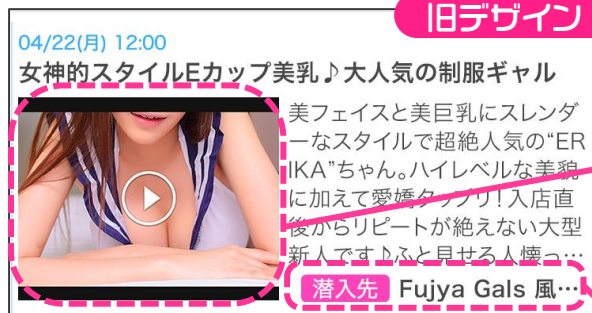 旧デザイン
04/22(月) 12:00
女神的スタイルEカップ美乳♪大人気の制服ギャル
美フェイスと美巨乳にスレンダ
ーなスタイルで超絶人気の“ER
IKA”ちゃん。ハイレベルな美貌
に加えて愛嬌タップリ!入店直
後からリピートが絶えない大型
新人です♪ふと見せる人懐っ…
潜入先 Fujya Gals 風…